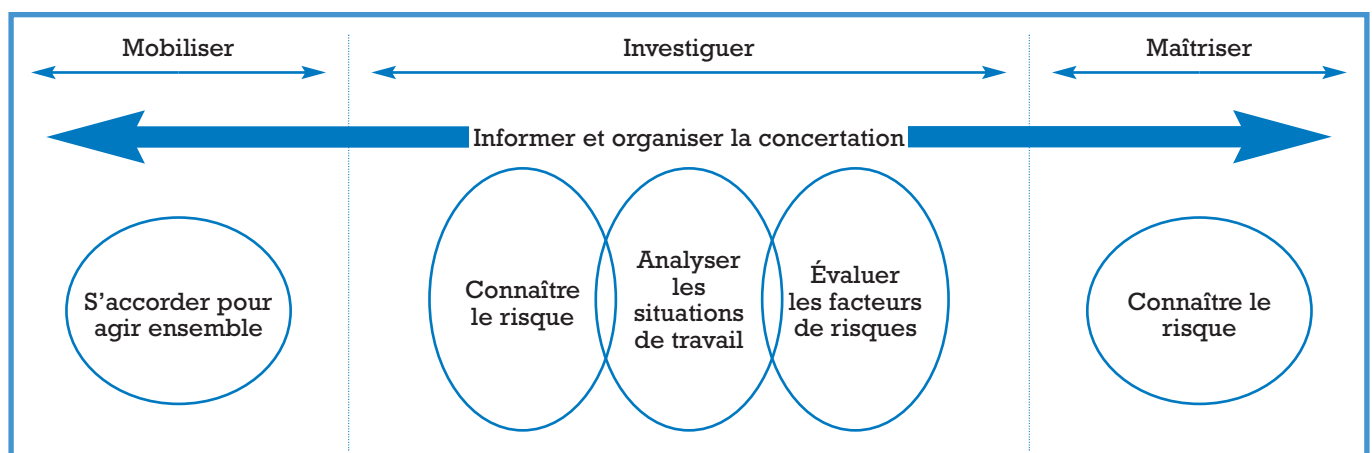 Mobiliser
Investiguer
Maîtriser
Informer et organiser la concertation
S’accorder pour
agir ensemble
Connaître
le risque
Analyser
les
situations
de travail
Évaluer
les facteurs
de risques
Connaître le
risque